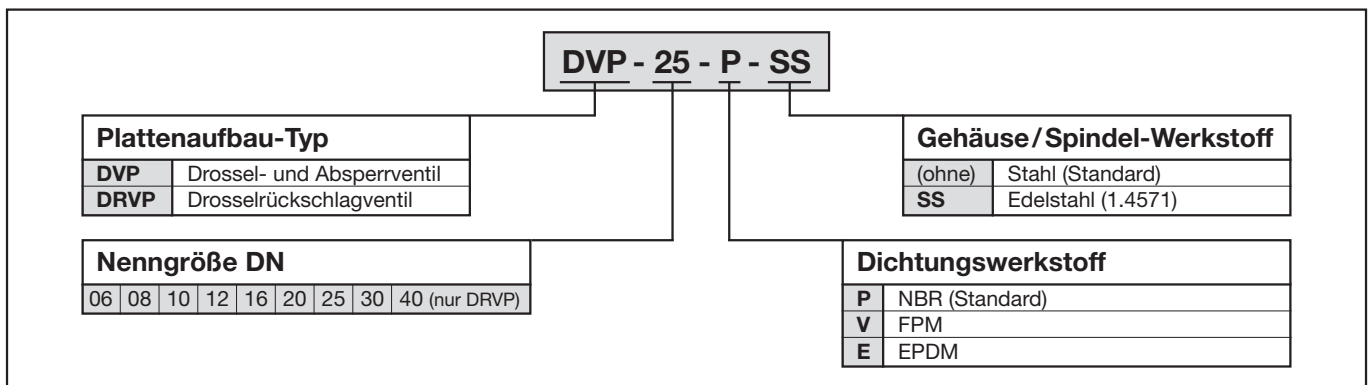 DVP - 25 - P - SS
Plattenaufbau-Typ
DVP Drossel- und Absperrventil
DRVP Drosselrückschlagventil
Gehäuse/Spindel-Werkstoff
(ohne) Stahl (Standard)
SS Edelstahl (1.4571)
Nenngröße DN
06 08 10 12 16 20 25 30 40 (nur DRVP)
Dichtungswerkstoff
P NBR (Standard)
V FPM
E EPDM